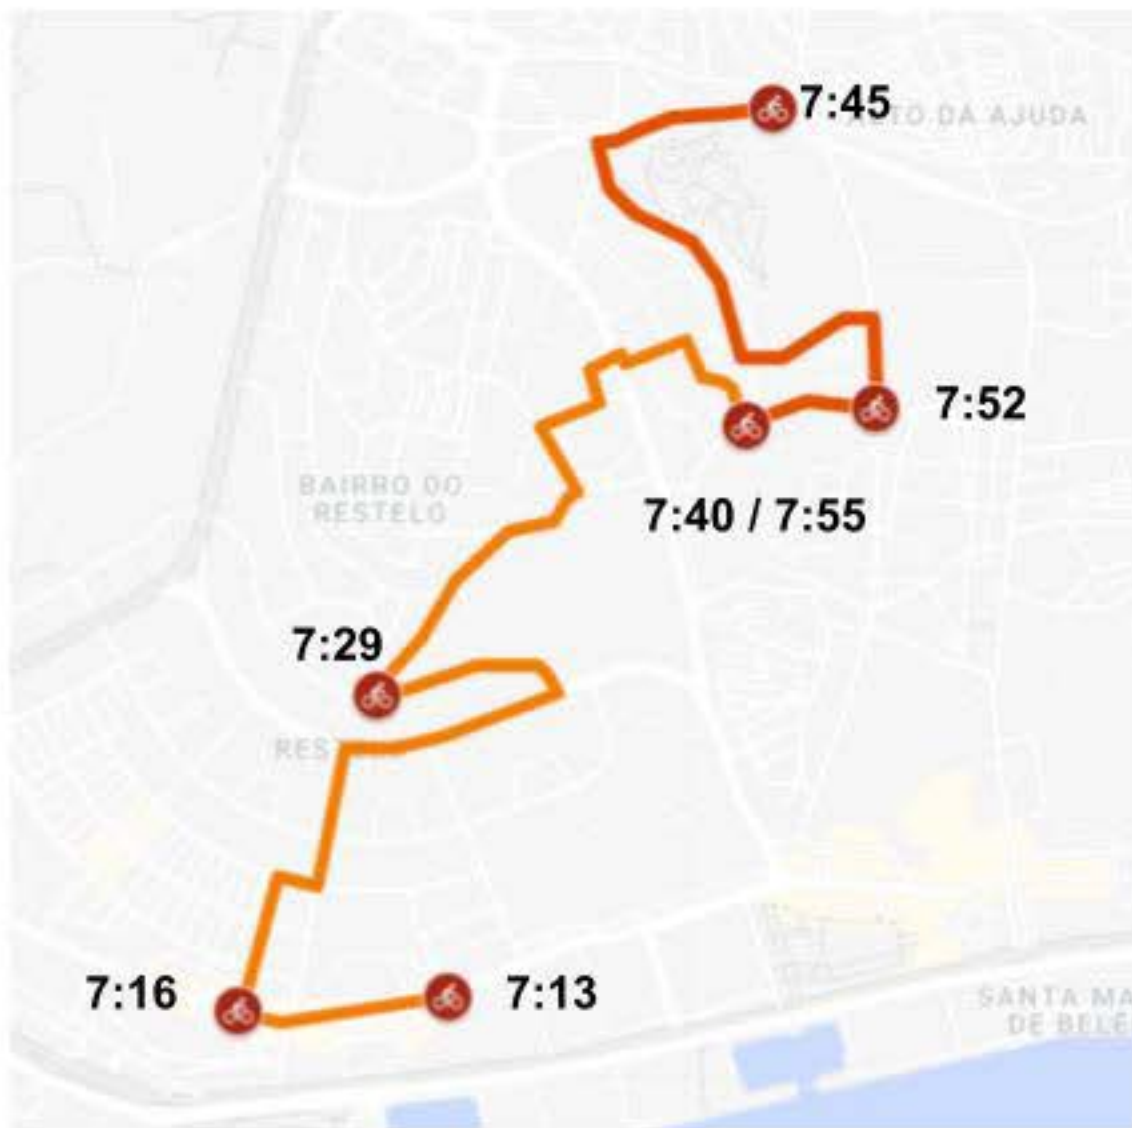 7:45
TO DA AJUDA
7:52
BAIRRO DO
RESTELO
7:40 / 7:55
7:29
RES
7:16
7:13
SANTA MA
DE BELÉ